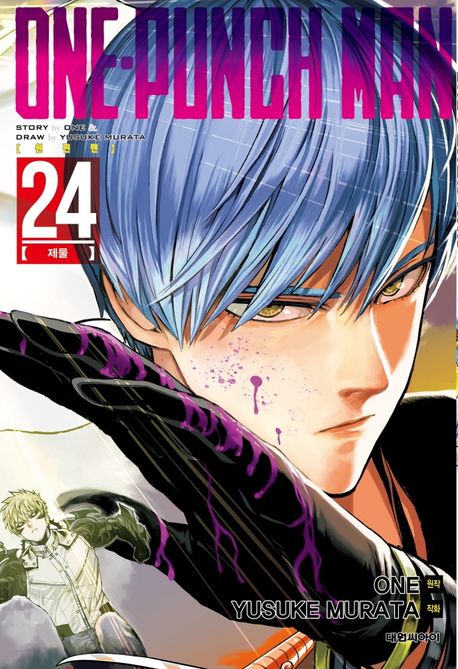 ONE-PUNCH MAN
STORY by ONE &
DRAW by YUSUKE MURATA
[원펀맨]
24
【 제물 】
ONE 원작
YUSUKE MURATA 작화
대원씨아이